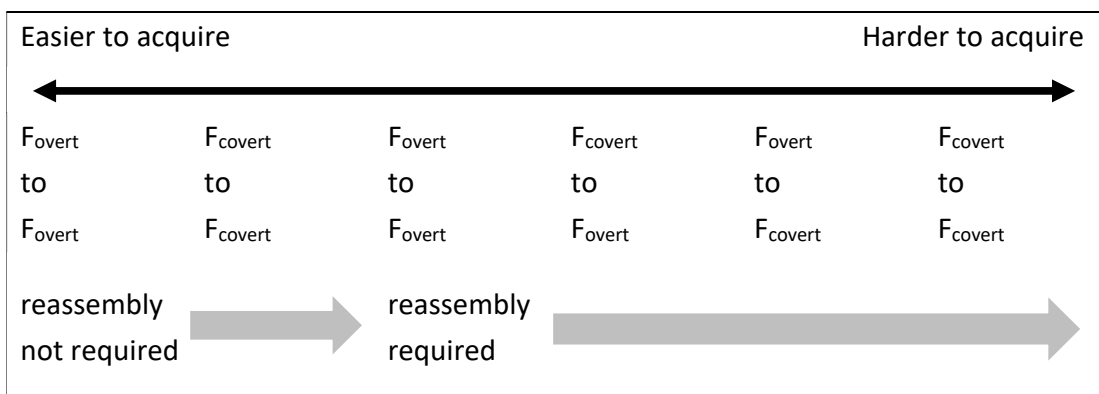 Easier to acquire Harder to acquire
Fovert Fcovert Fovert Fcovert Fovert Fcovert
to to to to to to
Fovert Fcovert Fovert Fovert Fcovert Fcovert
reassembly reassembly
not required required